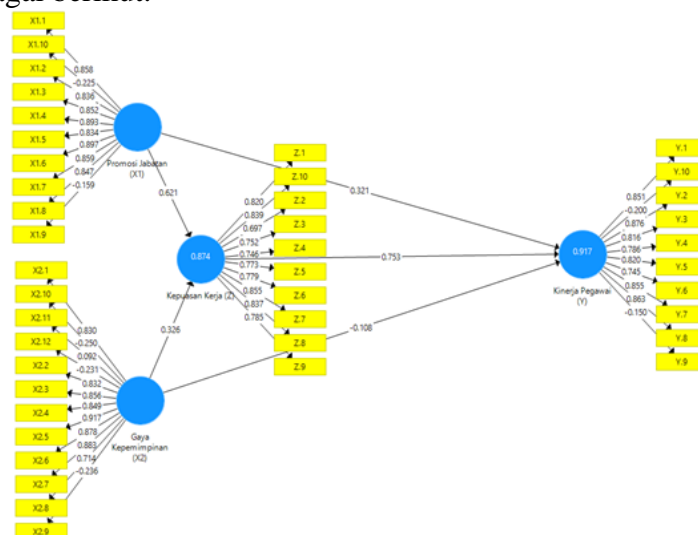 X1.1
X1.10
X1.2
X1.3
X1.4
X1.5
X1.6
X1.7
X1.8
X1.9
0.858
-0.225
0.836
0.852
0.893
0.834
0.897
0.859
0.847
-0.159
Promosi Jabatan
(X1)
0.621
0.321
X2.1
X2.10
X2.11
X2.12
X2.2
X2.3
X2.4
X2.5
X2.6
X2.7
X2.8
X2.9
0.830
-0.250
0.092
-0.231
0.832
0.856
0.849
0.917
0.878
0.883
0.714
-0.236
Gaya
Kepemimpinan
(X2)
0.326
-0.108
0.874
Kepuasan Kerja (Z)
0.820
0.839
0.697
0.752
0.746
0.773
0.779
0.855
0.837
0.785
Z.1
Z.10
Z.2
Z.3
Z.4
Z.5
Z.6
Z.7
Z.8
Z.9
0.753
0.917
Kinerja Pegawai
(Y)
0.851
-0.200
0.876
0.816
0.786
0.820
0.745
0.855
0.863
-0.150
Y.1
Y.10
Y.2
Y.3
Y.4
Y.5
Y.6
Y.7
Y.8
Y.9